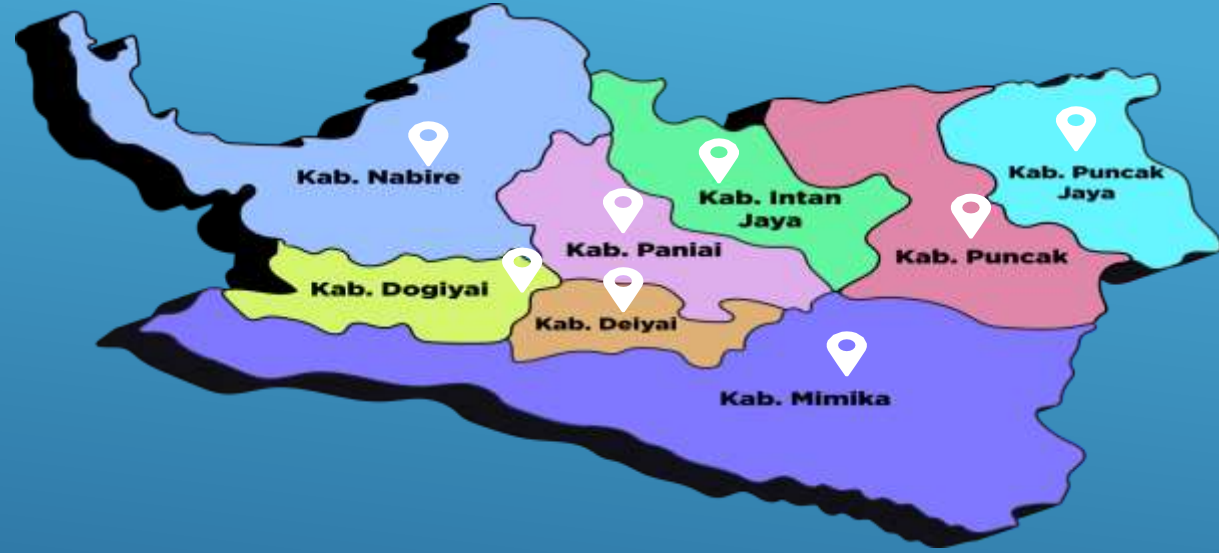 Kab. Nabire
Kab. Puncak
Jaya
Kab. Intan
Jaya
Kab. Paniai
Kab. Puncak
Kab. Dogiyai
Kab. Deiyai
Kab. Mimika